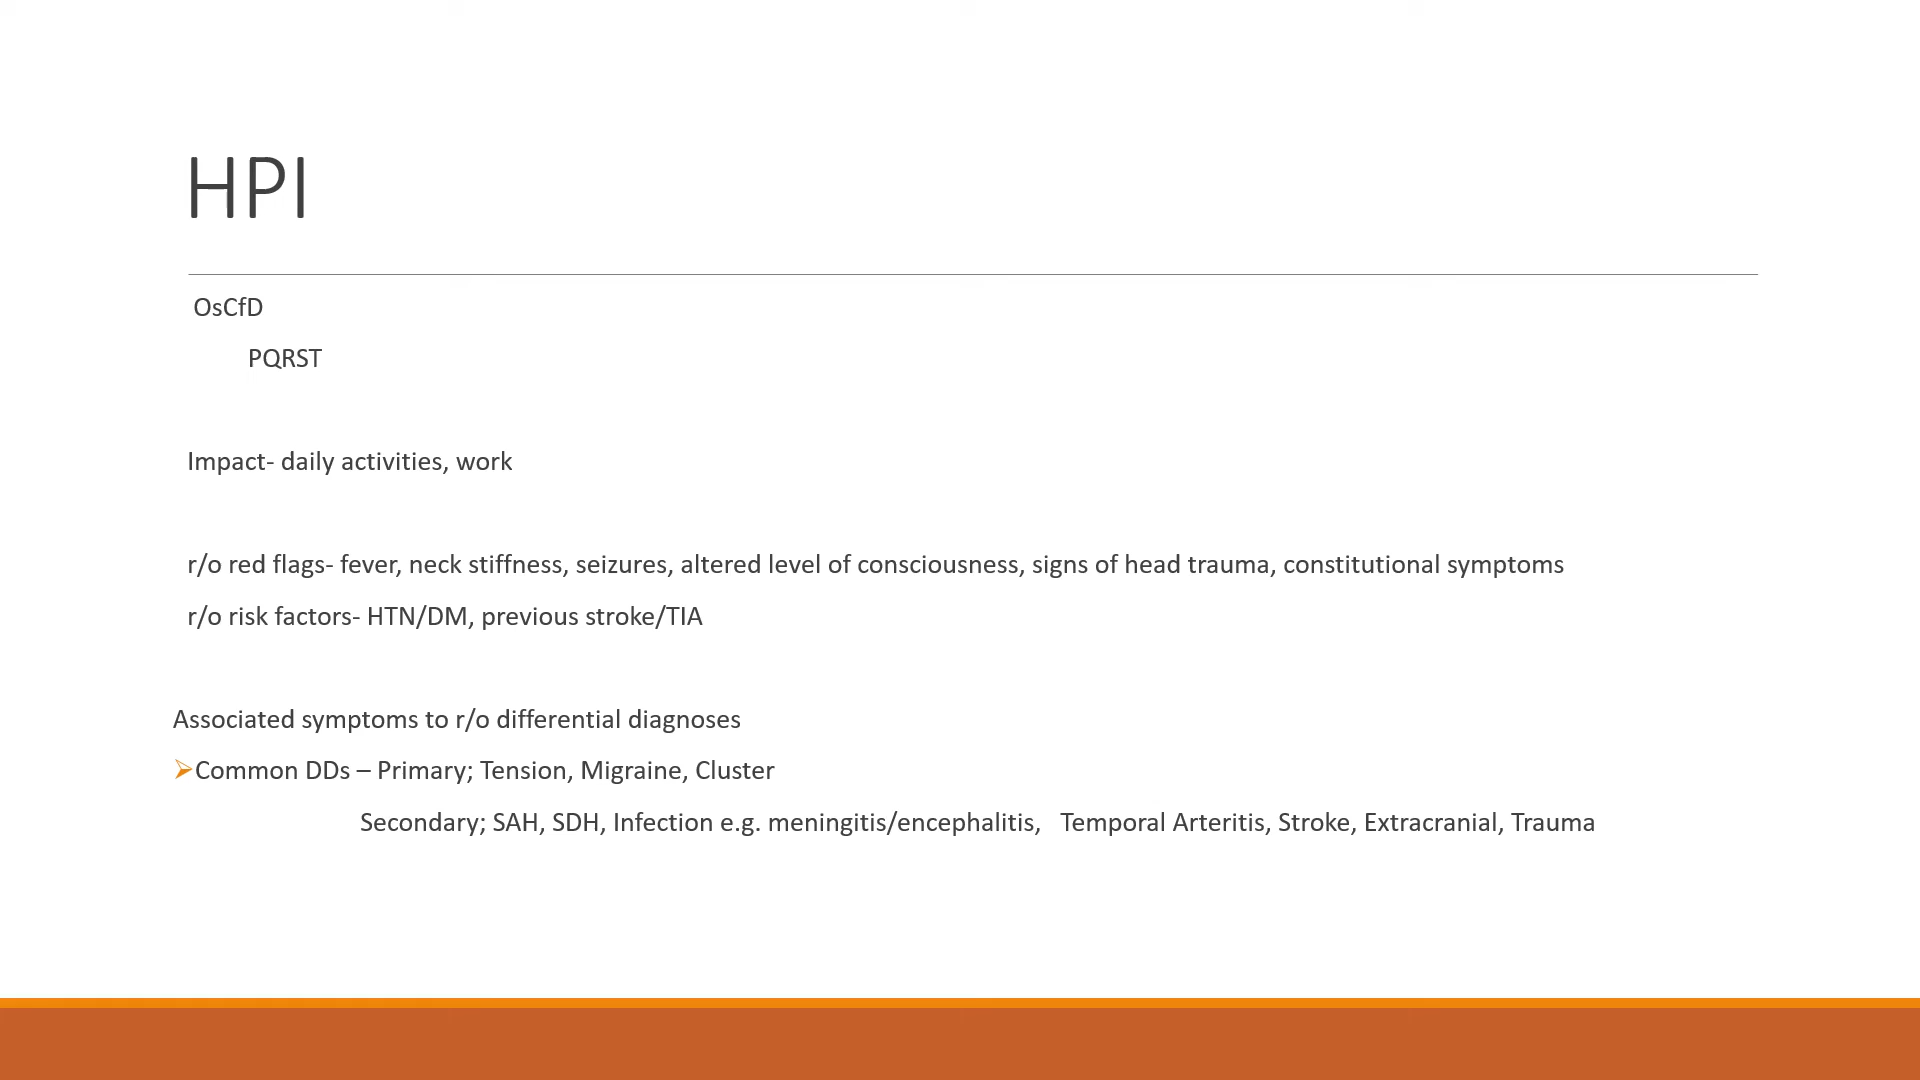 HPI
OsCfD
PQRST
Impact- daily activities, work
r/o red flags- fever, neck stiffness, seizures, altered level of consciousness, signs of head trauma, constitutional symptoms
r/o risk factors- HTN/DM, previous stroke/TIA
Associated symptoms to r/o differential diagnoses
Common DDs – Primary; Tension, Migraine, Cluster
Secondary; SAH, SDH, Infection e.g. meningitis/encephalitis, Temporal Arteritis, Stroke, Extracranial, Trauma